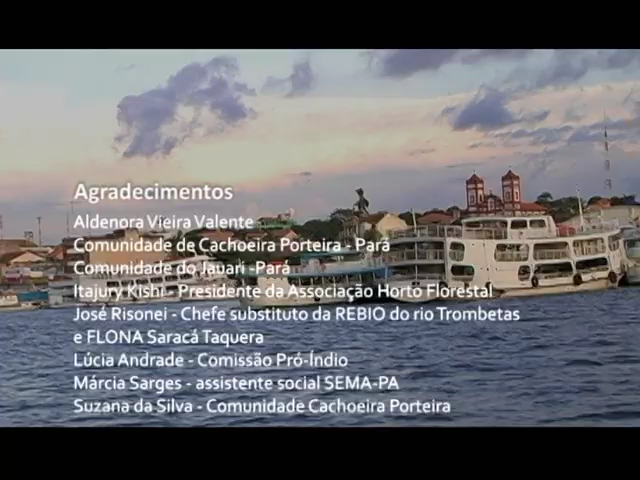 Agradecimentos
Aldenora Vieira Valente
Comunidade de Cachoeira Porteira - Pará
Comunidade do Jauari -Pará
Itajury Kishi - Presidente da Associação Horto Florestal
José Risonei - Chefe substituto da REBIO do rio Trombetas
e FLONA Saracá Taquera
Lúcia Andrade - Comissão Pró-Índio
Márcia Sarges - assistente social SEMA-PA
Suzana da Silva - Comunidade Cachoeira Porteira